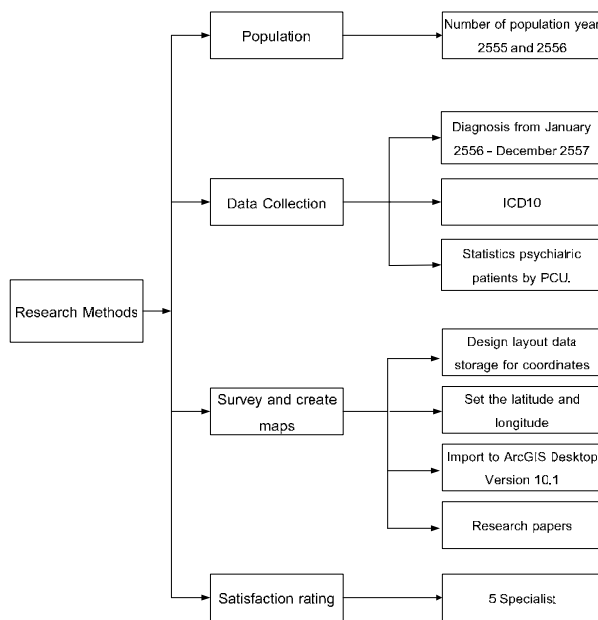 Population
Number of population year
2555 and 2556
Diagnosis from January
2556 – December 2557
Data Collection
ICD10
Statistics psychiatric
patients by PCU.
Research Methods
Design layout data
storage for coordinates
Survey and create
maps
Set the latitude and
longitude
Import to ArcGIS Desktop
Version 10.1
Research papers
Satisfaction rating
5 Specialist